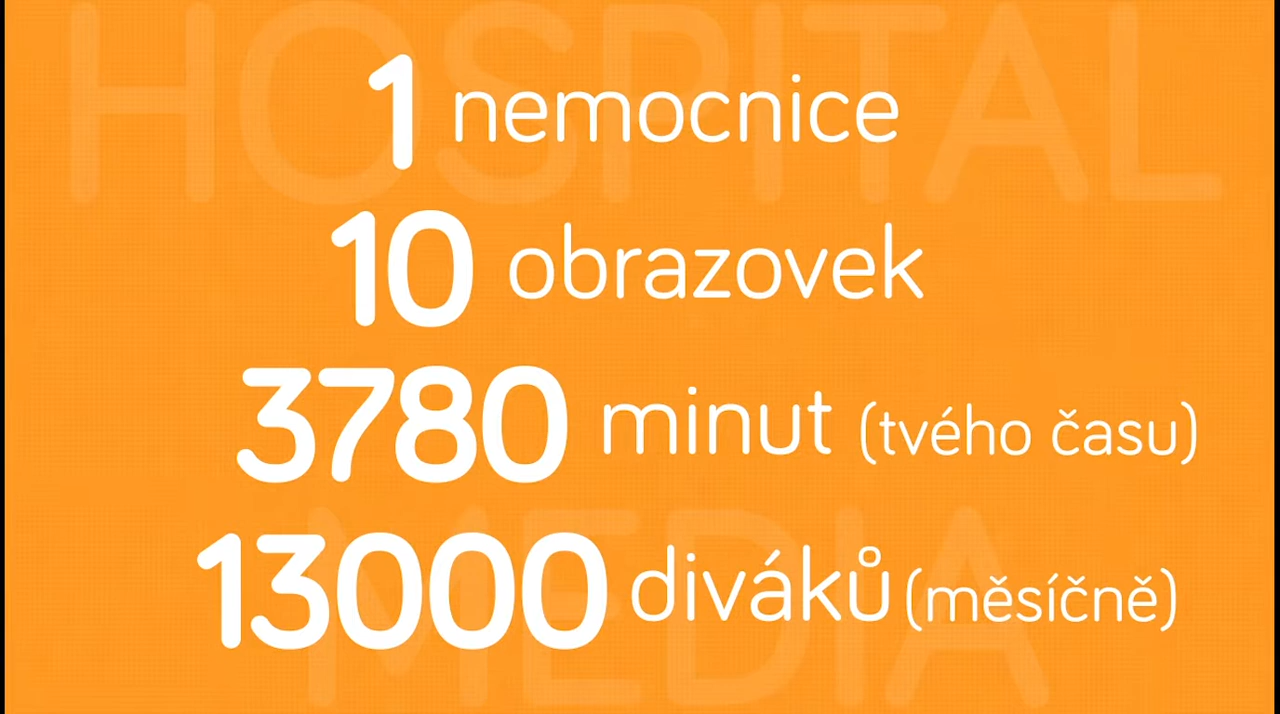 HOSPITAL
1 nemocnice
10 obrazovek
3780 minut (tvého času)
13000 diváků (měsíčně)
MEDIA